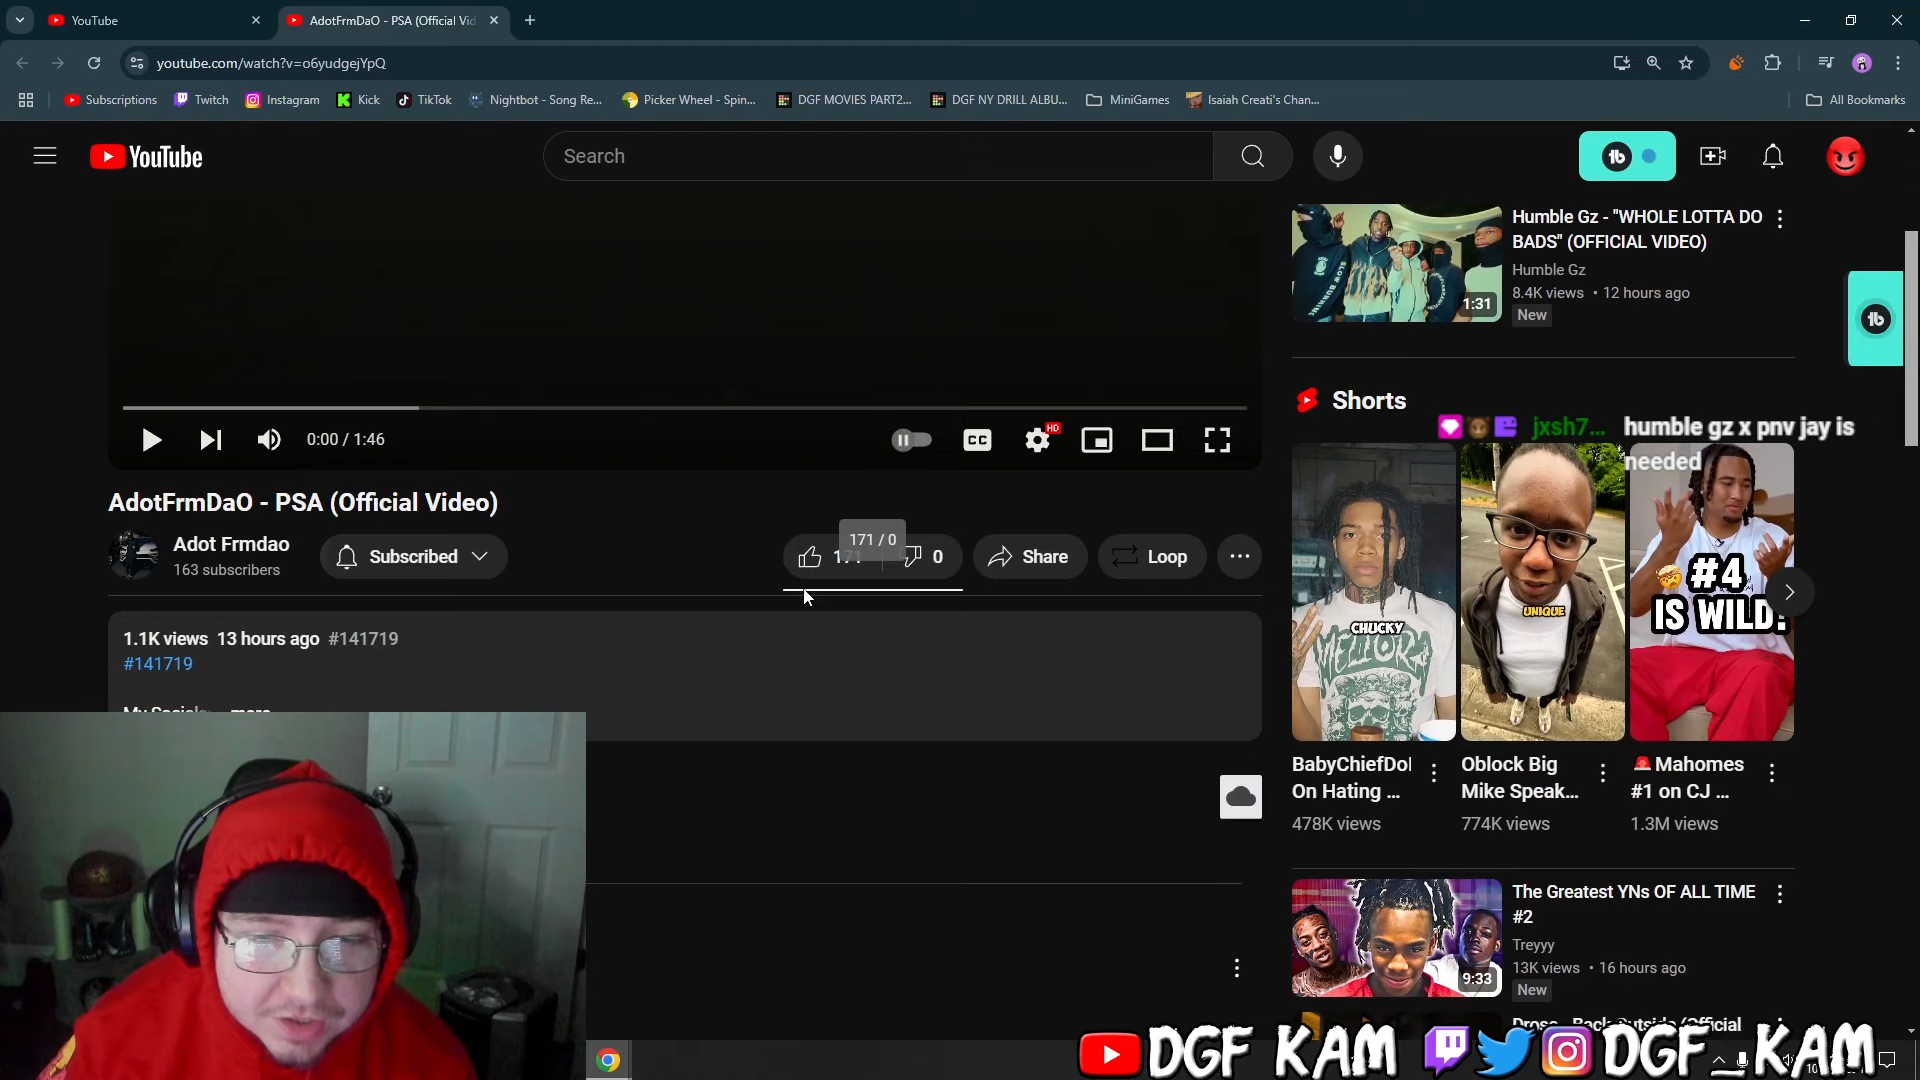 YouTube
AdotFrmDaO - PSA (Official Vid
youtube.com/watch?v=o6yudgejYpQ
Subscriptions
Twitch
Instagram
Kick
TikTok
Nightbot - Song Re...
Picker Wheel - Spin...
DGF MOVIES PART2...
DGF NY DRILL ALBU...
MiniGames
Isaiah Creati's Chan...
All Bookmarks
YouTube
Search
0:00 / 1:46
CC
HD
AdotFrmDaO - PSA (Official Video)
Adot Frmdao
163 subscribers
Subscribed
171
171 / 0
0
Share
Loop
1.1K views 13 hours ago #141719
#141719
1:31
Humble Gz - "WHOLE LOTTA DO
BADS" (OFFICIAL VIDEO)
Humble Gz
8.4K views • 12 hours ago
New
Shorts
jxsh7... humble gz x pnv jay is
needed
CHUCKY
UNIQUE
#4
IS WILD!
BabyChiefDoI
On Hating ...
478K views
Oblock Big
Mike Speak...
774K views
🚨Mahomes
#1 on CJ ...
1.3M views
9:33
The Greatest YNs OF ALL TIME
#2
Treyyy
13K views • 16 hours ago
New
DGF KAM
DGF_KAM